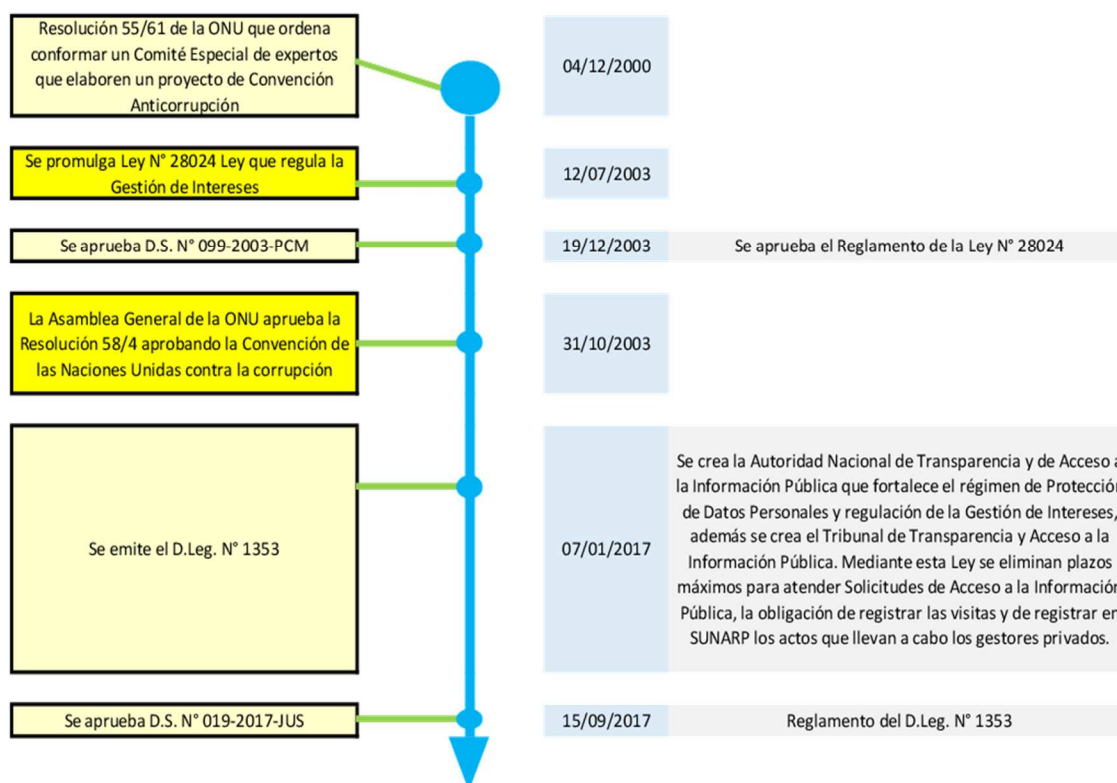 Resolución 55/61 de la ONU que ordena
conformar un Comité Especial de expertos
que elaboren un proyecto de Convención
Anticorrupción
04/12/2000
Se promulga Ley N° 28024 Ley que regula la
Gestión de Intereses
12/07/2003
Se aprueba D.S. N° 099-2003-PCM
19/12/2003
Se aprueba el Reglamento de la Ley N° 28024
La Asamblea General de la ONU aprueba la
Resolución 58/4 aprobando la Convención de
las Naciones Unidas contra la corrupción
31/10/2003
Se emite el D.Leg. N° 1353
07/01/2017
Se crea la Autoridad Nacional de Transparencia y de Acceso a
la Información Pública que fortalece el régimen de Protección
de Datos Personales y regulación de la Gestión de Intereses,
además se crea el Tribunal de Transparencia y Acceso a la
Información Pública. Mediante esta Ley se eliminan plazos
máximos para atender Solicitudes de Acceso a la Información
Pública, la obligación de registrar las visitas y de registrar en
SUNARP los actos que llevan a cabo los gestores privados.
Se aprueba D.S. N° 019-2017-JUS
15/09/2017
Reglamento del D.Leg. N° 1353